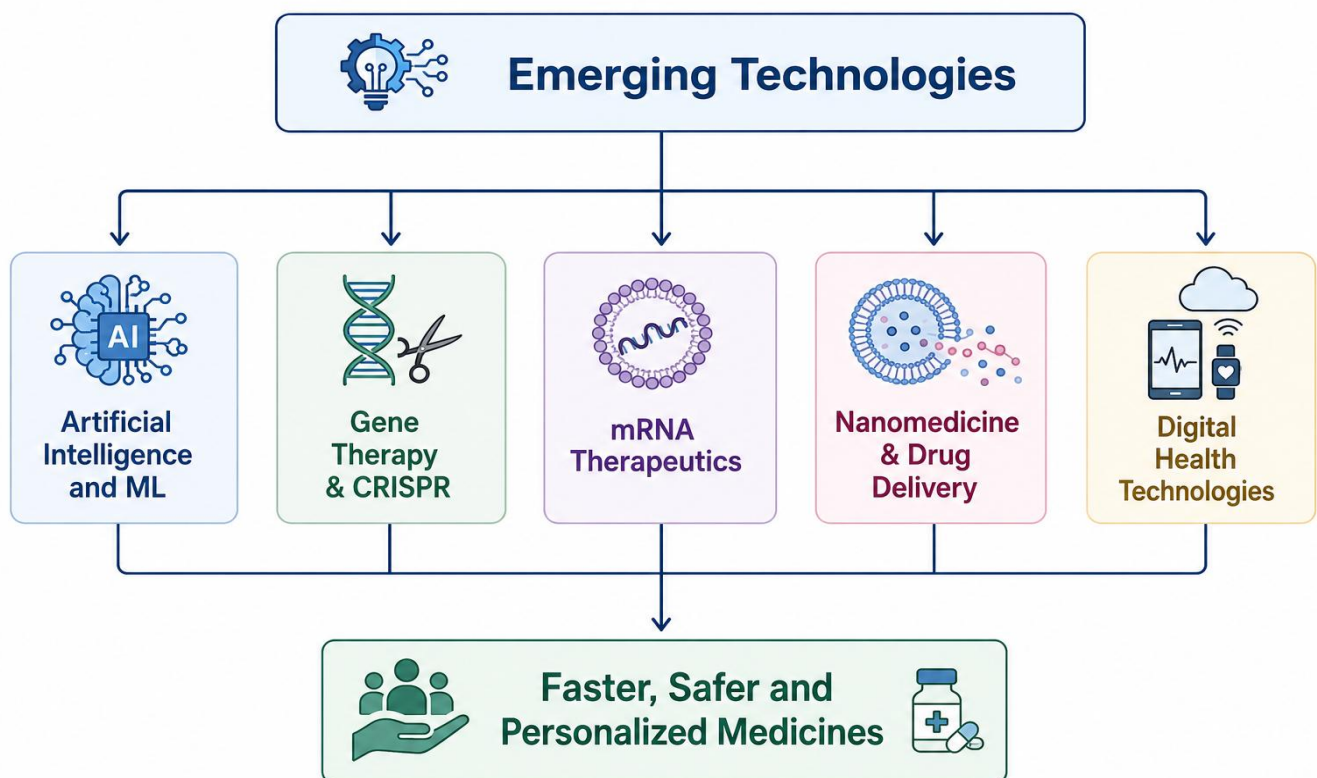 Emerging Technologies
AI
Artificial
Intelligence
and ML
Gene
Therapy
& CRISPR
mRNA
Therapeutics
Nanomedicine
& Drug
Delivery
Digital
Health
Technologies
Faster, Safer and
Personalized Medicines